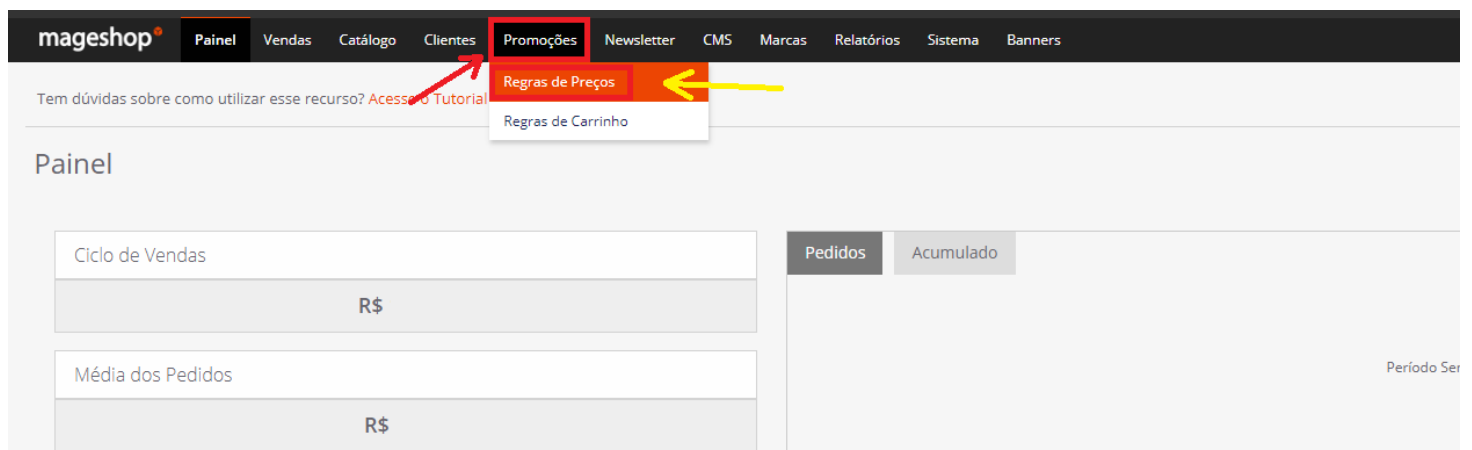 mageshop Painel Vendas Catálogo Clientes Promoções Newsletter CMS Marcas Relatórios Sistema Banners
Regras de Preços
Tem dúvidas sobre como utilizar esse recurso? Acesse o Tutorial
Regras de Carrinho
Painel
Ciclo de Vendas
R$
Média dos Pedidos
R$
Pedidos Acumulado
Período